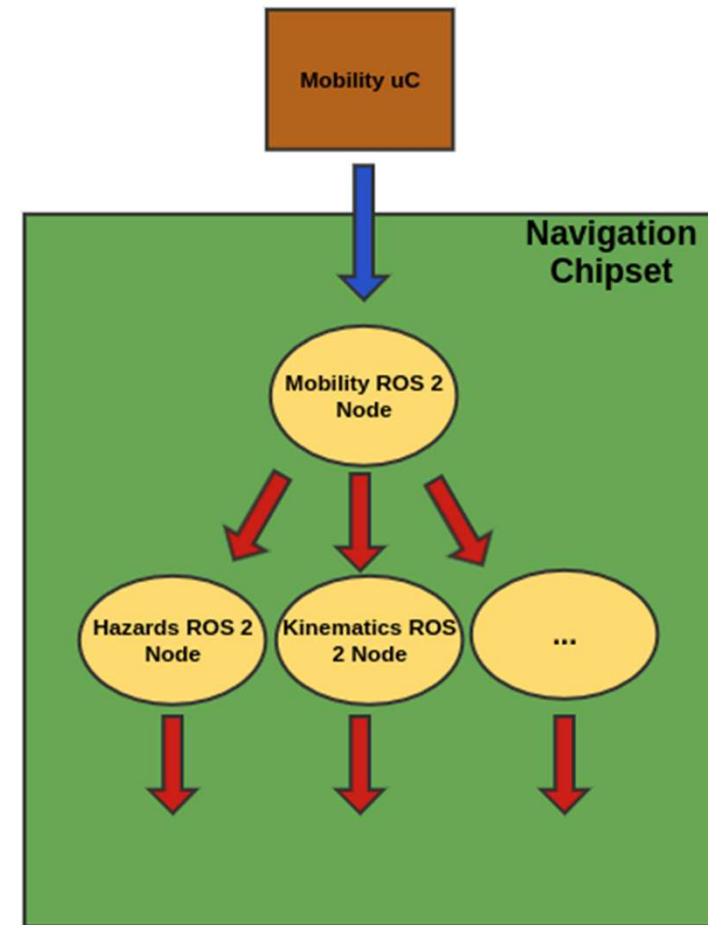 Mobility uC
Navigation
Chipset
Mobility ROS 2
Node
Hazards ROS 2
Node
Kinematics ROS
2 Node
...